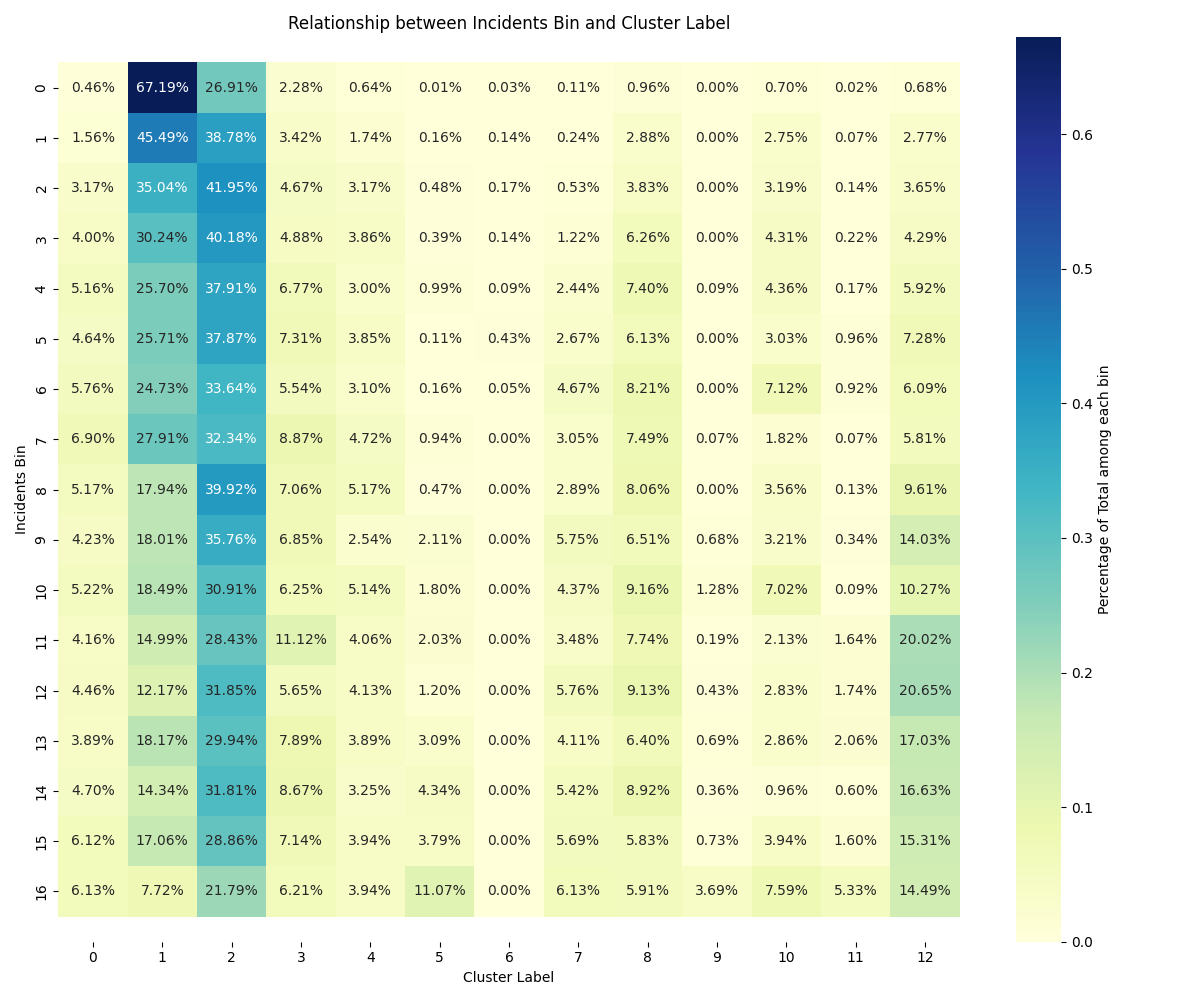 Relationship between Incidents Bin and Cluster Label
0 0.46% 67.19% 26.91% 2.28% 0.64% 0.01% 0.03% 0.11% 0.96% 0.00% 0.70% 0.02% 0.68%
1 1.56% 45.49% 38.78% 3.42% 1.74% 0.16% 0.14% 0.24% 2.88% 0.00% 2.75% 0.07% 2.77%
2 3.17% 35.04% 41.95% 4.67% 3.17% 0.48% 0.17% 0.53% 3.83% 0.00% 3.19% 0.14% 3.65%
3 4.00% 30.24% 40.18% 4.88% 3.86% 0.39% 0.14% 1.22% 6.26% 0.00% 4.31% 0.22% 4.29%
4 5.16% 25.70% 37.91% 6.77% 3.00% 0.99% 0.09% 2.44% 7.40% 0.09% 4.36% 0.17% 5.92%
5 4.64% 25.71% 37.87% 7.31% 3.85% 0.11% 0.43% 2.67% 6.13% 0.00% 3.03% 0.96% 7.28%
6 5.76% 24.73% 33.64% 5.54% 3.10% 0.16% 0.05% 4.67% 8.21% 0.00% 7.12% 0.92% 6.09%
7 6.90% 27.91% 32.34% 8.87% 4.72% 0.94% 0.00% 3.05% 7.49% 0.07% 1.82% 0.07% 5.81%
8 5.17% 17.94% 39.92% 7.06% 5.17% 0.47% 0.00% 2.89% 8.06% 0.00% 3.56% 0.13% 9.61%
9 4.23% 18.01% 35.76% 6.85% 2.54% 2.11% 0.00% 5.75% 6.51% 0.68% 3.21% 0.34% 14.03%
10 5.22% 18.49% 30.91% 6.25% 5.14% 1.80% 0.00% 4.37% 9.16% 1.28% 7.02% 0.09% 10.27%
11 4.16% 14.99% 28.43% 11.12% 4.06% 2.03% 0.00% 3.48% 7.74% 0.19% 2.13% 1.64% 20.02%
12 4.46% 12.17% 31.85% 5.65% 4.13% 1.20% 0.00% 5.76% 9.13% 0.43% 2.83% 1.74% 20.65%
13 3.89% 18.17% 29.94% 7.89% 3.89% 3.09% 0.00% 4.11% 6.40% 0.69% 2.86% 2.06% 17.03%
14 4.70% 14.34% 31.81% 8.67% 3.25% 4.34% 0.00% 5.42% 8.92% 0.36% 0.96% 0.60% 16.63%
15 6.12% 17.06% 28.86% 7.14% 3.94% 3.79% 0.00% 5.69% 5.83% 0.73% 3.94% 1.60% 15.31%
16 6.13% 7.72% 21.79% 6.21% 3.94% 11.07% 0.00% 6.13% 5.91% 3.69% 7.59% 5.33% 14.49%
0 1 2 3 4 5 6 7 8 9 10 11 12
Cluster Label
Incidents Bin
0.6
0.5
0.4
0.3
0.2
0.1
0.0
Percentage of Total among each bin